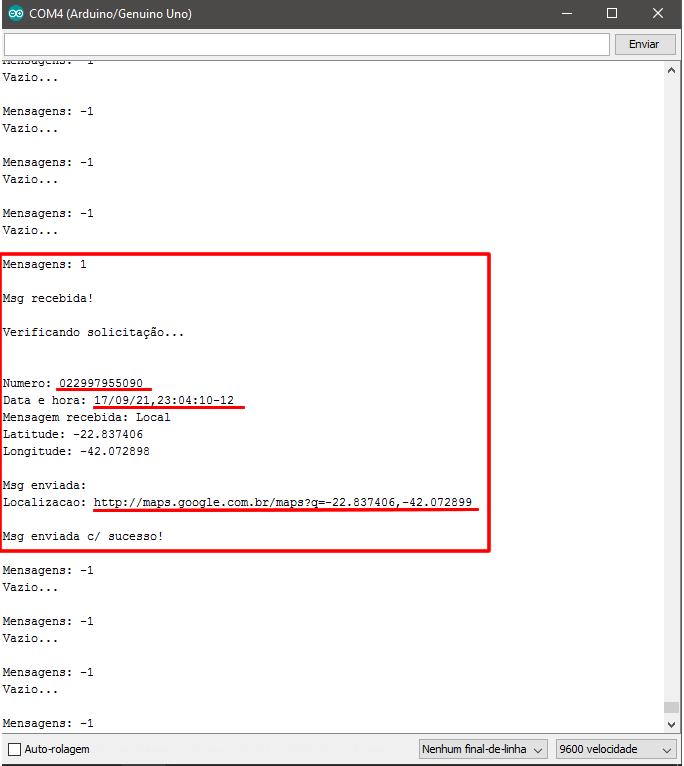 COM4 (Arduino/Genuino Uno)
Enviar
Mensagens: -1
Vazio...
Mensagens: -1
Vazio...
Mensagens: -1
Vazio...
Mensagens: -1
Vazio...
Mensagens: 1
Msg recebida!
Verificando solicitação...
Numero: 022997955090
Data e hora: 17/09/21,23:04:10-12
Mensagem recebida: Local
Latitude: -22.837406
Longitude: -42.072898
Msg enviada:
Localizacao: http://maps.google.com.br/maps?q=-22.837406,-42.072899
Msg enviada c/ sucesso!
Mensagens: -1
Vazio...
Mensagens: -1
Vazio...
Mensagens: -1
Vazio...
Mensagens: -1
Auto-rolagem
Nenhum final-de-linha
9600 velocidade